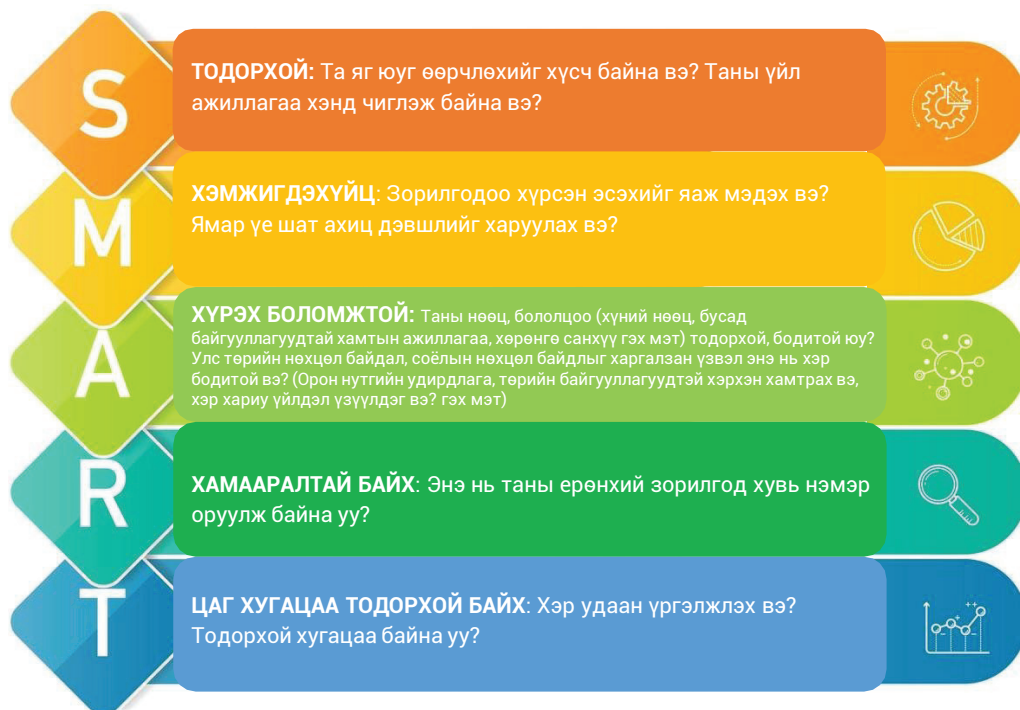 S
ТОДОРХОЙ: Та яг юуг өөрчлөхийг хүсч байна вэ? Таны үйл
ажиллагаа хэнд чиглэж байна вэ?
M
ХЭМЖИГДЭХҮЙЦ: Зорилгодоо хүрсэн эсэхийг яаж мэдэх вэ?
Ямар үе шат ахиц дэвшлийг харуулах вэ?
A
ХҮРЭХ БОЛОМЖТОЙ: Таны нөөц, бололцоо (хүний нөөц, бусад
байгууллагуудтай хамтын ажиллагаа, хөрөнгө санхүү гэх мэт) тодорхой, бодитой юу?
Улс төрийн нөхцөл байдал, соёлын нөхцөл байдлыг харгалзан үзвэл энэ нь хэр
бодитой вэ? (Орон нутгийн удирдлага, төрийн байгууллагуудтэй хэрхэн хамтрах вэ,
хэр хариу үйлдэл үзүүлдэг вэ? гэх мэт)
R
ХАМААРАЛТАЙ БАЙХ: Энэ нь таны ерөнхий зорилгод хувь нэмэр
оруулж байна уу?
T
ЦАГ ХУГАЦАА ТОДОРХОЙ БАЙХ: Хэр удаан үргэлжлэх вэ?
Тодорхой хугацаа байна уу?